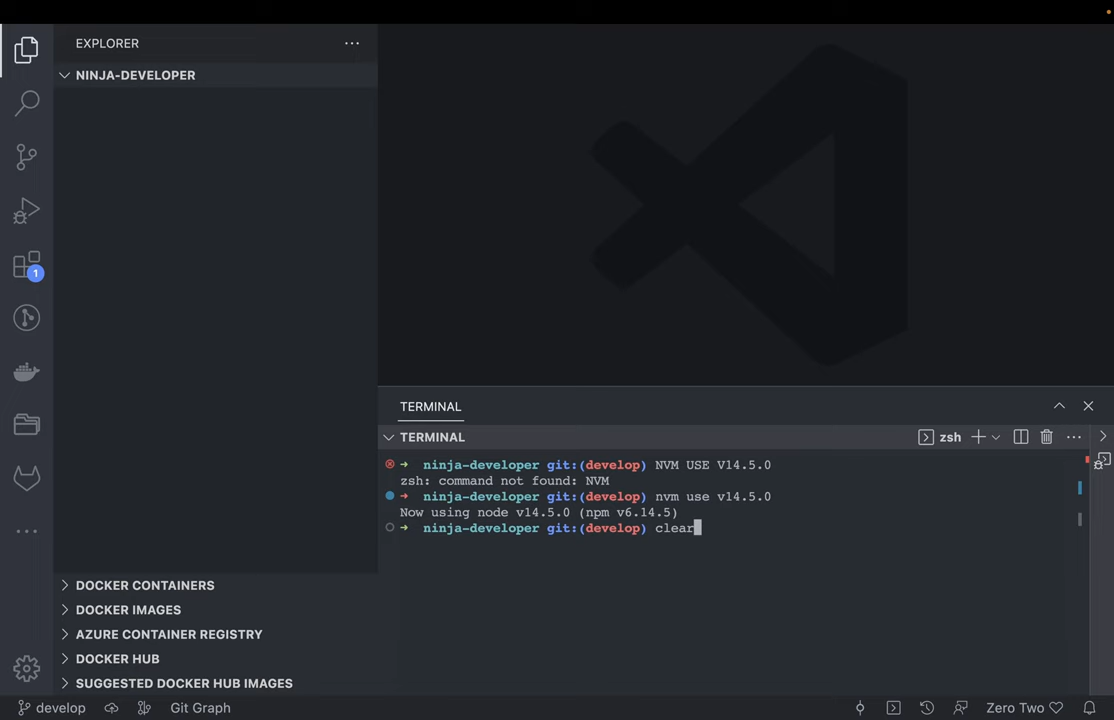 EXPLORER
NINJA-DEVELOPER
1
DOCKER CONTAINERS
DOCKER IMAGES
AZURE CONTAINER REGISTRY
DOCKER HUB
SUGGESTED DOCKER HUB IMAGES
TERMINAL
TERMINAL
zsh
ninja-developer git:(develop) NVM USE V14.5.0
zsh: command not found: NVM
ninja-developer git:(develop) nvm use v14.5.0
Now using node v14.5.0 (npm v6.14.5)
ninja-developer git:(develop) clear
develop Git Graph Zero Two